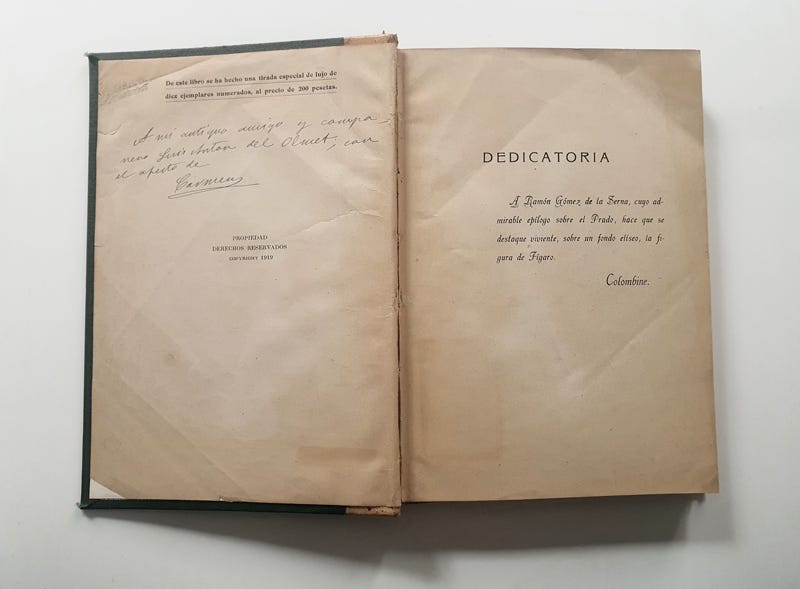 De este libro se ha hecho una tirada especial de lujo de
diez ejemplares numerados, al precio de 200 pesetas.
A mi antiguo amigo y compa-
ñero Luis Anton del Olmet, con
el afecto de
Carmen
PROPIEDAD
DERECHOS RESERVADOS
COPYRIGHT 1919
DEDICATORIA
A Ramón Gómez de la Serna, cuyo ad-
mirable epílogo sobre el Prado, hace que se
destaque viviente, sobre un fondo elíseo, la fi-
gura de Fígaro.
Colombine.